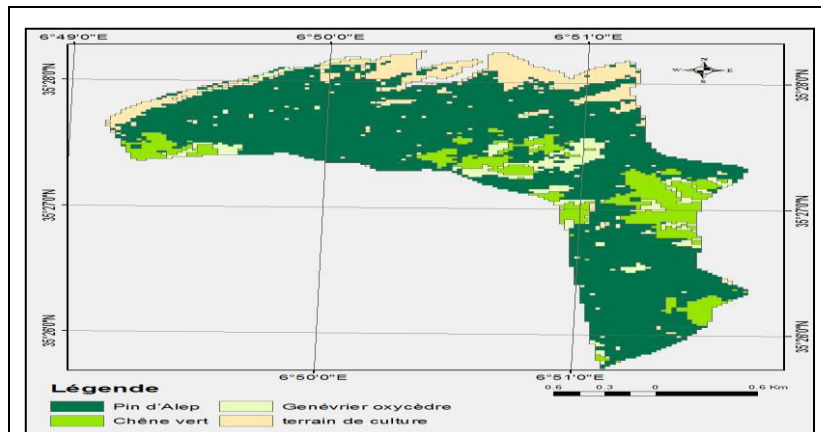 6°49'0"E 6°50'0"E 6°51'0"E
N
W E
S
35°28'0"N 35°28'0"N
35°27'0"N 35°27'0"N
35°26'0"N 35°26'0"N
6°50'0"E 6°51'0"E
Légende
Pin d'Alep Genévrier oxycèdre
Chêne vert terrain de culture
0.6 0.3 0 0.6 Km